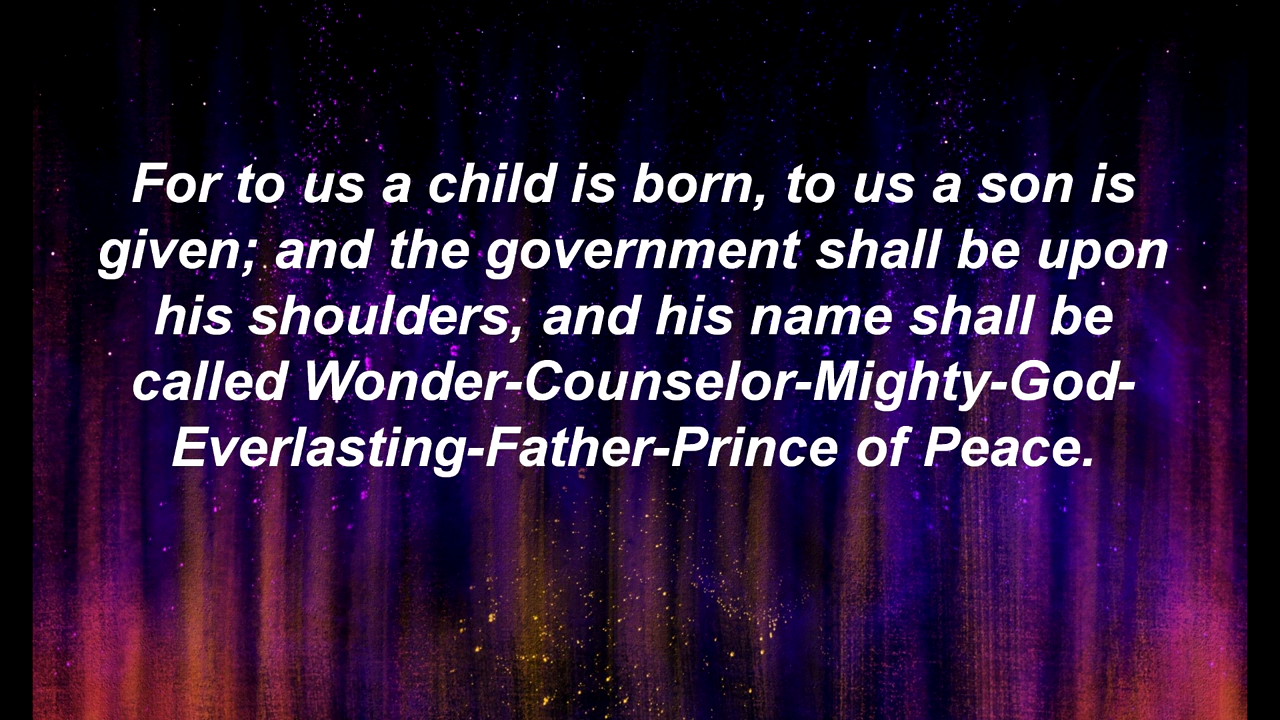 For to us a child is born, to us a son is
given; and the government shall be upon
his shoulders, and his name shall be
called Wonder-Counselor-Mighty-God-
Everlasting-Father-Prince of Peace.